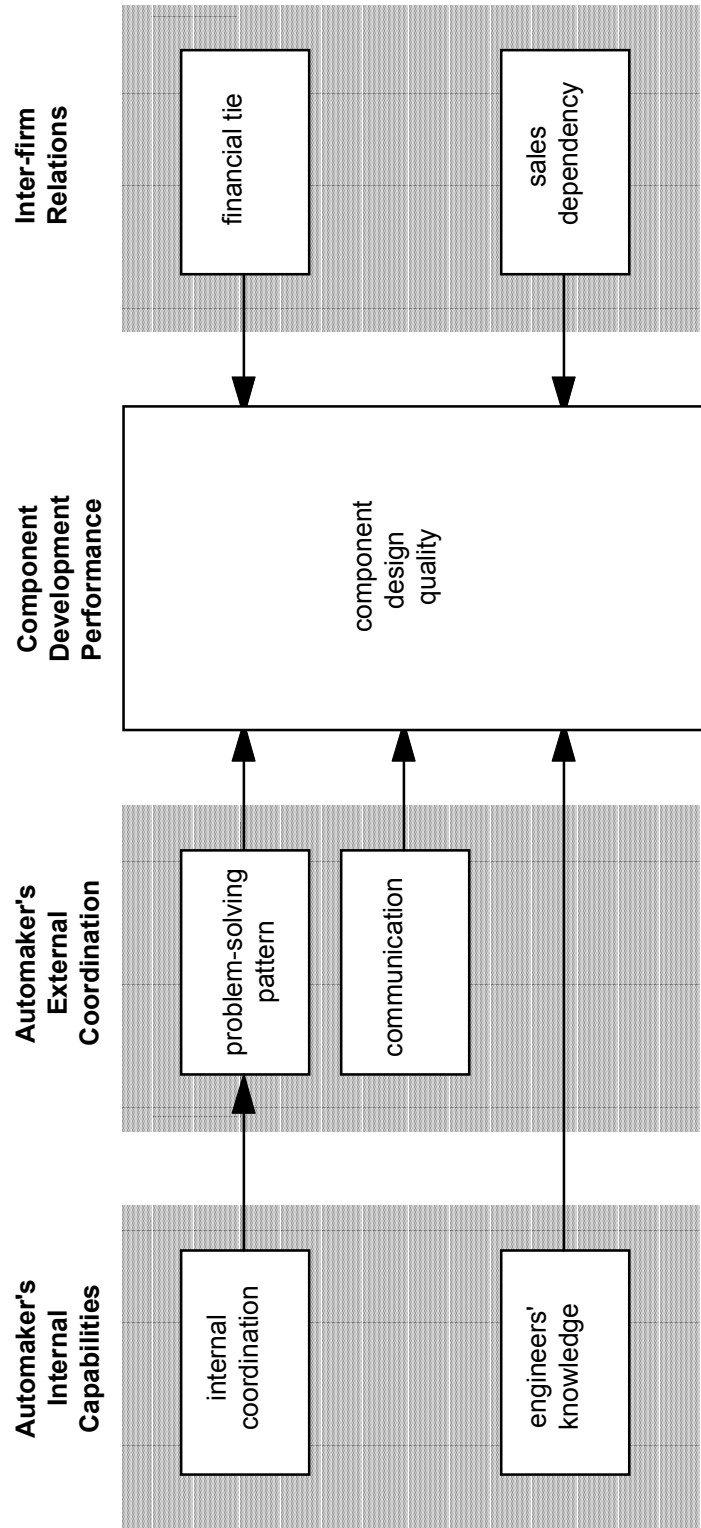 Automaker's
Internal
Capabilities
internal
coordination
engineers'
knowledge
Automaker's
External
Coordination
problem-solving
pattern
communication
Component
Development
Performance
component
design
quality
Inter-firm
Relations
financial tie
sales
dependency